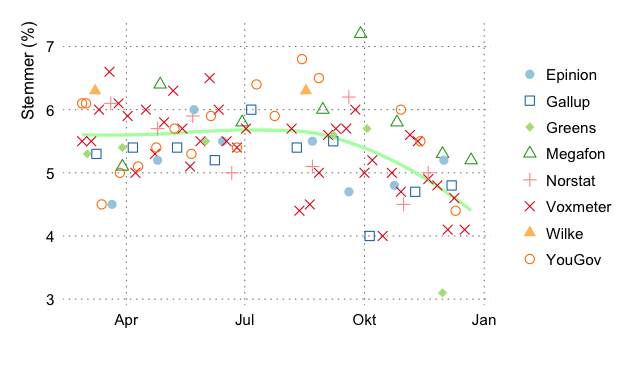 Stemmer (%)
7
6
5
4
3
Apr Jul Okt Jan
Epinion
Gallup
Greens
Megafon
Norstat
Voxmeter
Wilke
YouGov